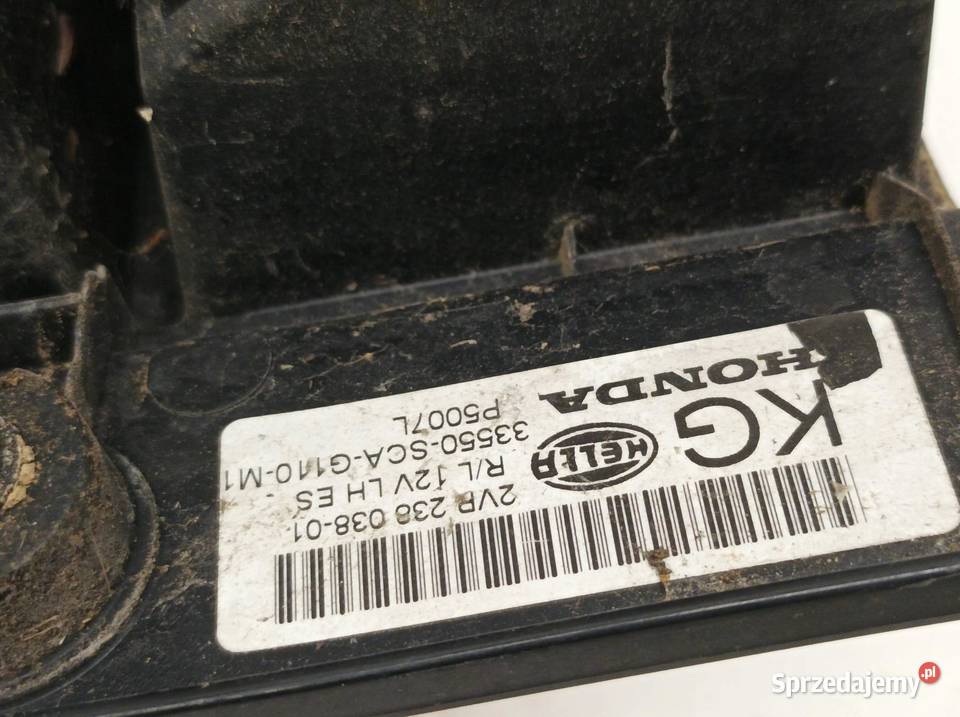 2VP 238 038-01
R/L 12V LH ES -
33550-SCA-G110-M1
P5007L
HELLA
KG
HONDA
Sprzedajemy.pl